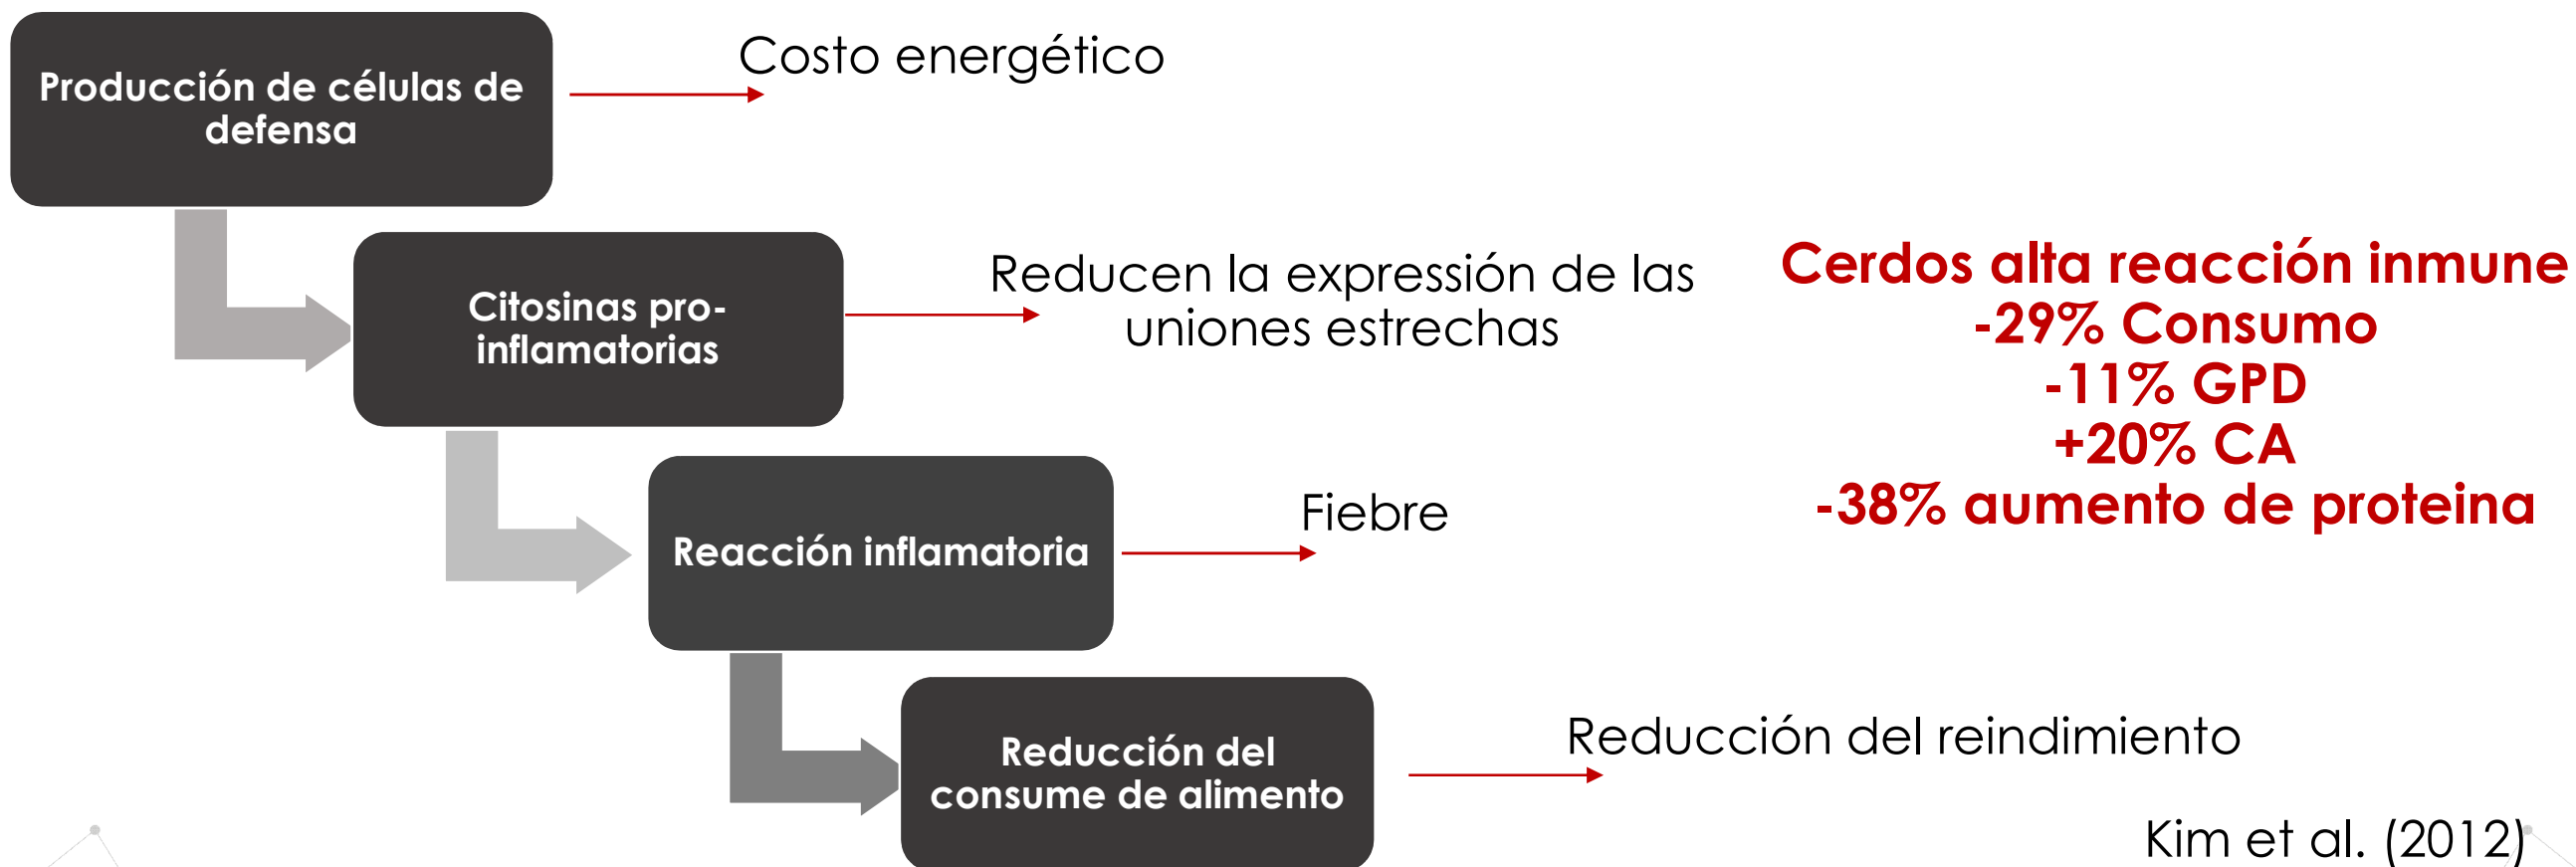 Producción de células de
defensa
Costo energético
Citosinas pro-
inflamatorias
Reducen la expressión de las
uniones estrechas
Reacción inflamatoria
Fiebre
Reducción del
consume de alimento
Reducción del reindimiento
Cerdos alta reacción inmune
-29% Consumo
-11% GPD
+20% CA
-38% aumento de proteina
Kim et al. (2012)